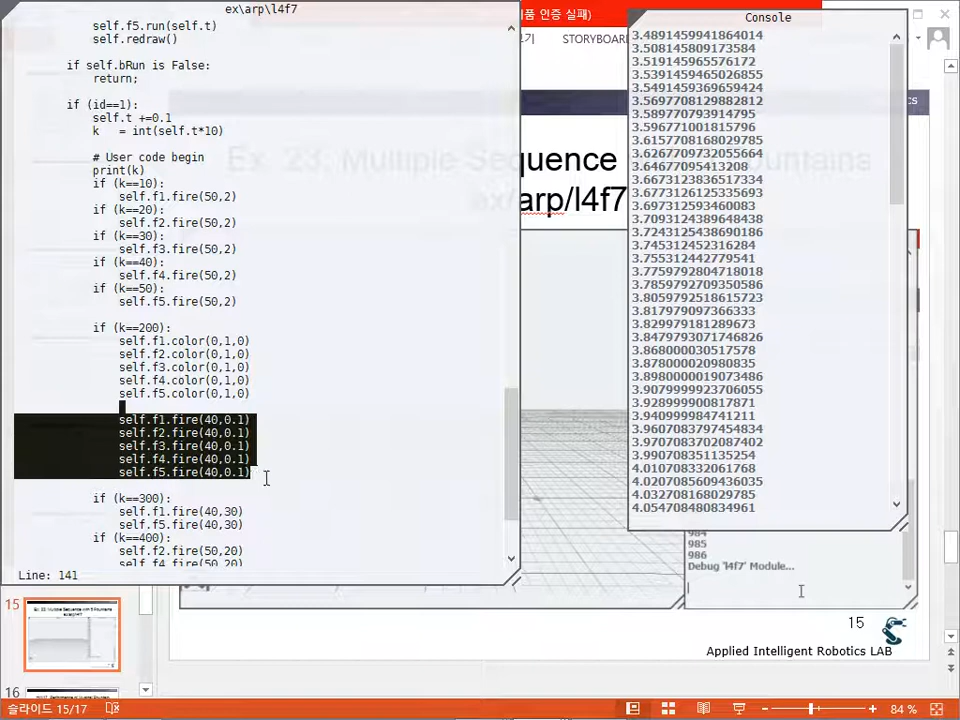 ex\arp\l4f7
self.f5.run(self.t)
self.redraw()
if self.bRun is False:
return;
if (id==1):
self.t +=0.1
k = int(self.t*10)
# User code begin
print(k)
if (k==10):
self.f1.fire(50,2)
if (k==20):
self.f2.fire(50,2)
if (k==30):
self.f3.fire(50,2)
if (k==40):
self.f4.fire(50,2)
if (k==50):
self.f5.fire(50,2)
if (k==200):
self.f1.color(0,1,0)
self.f2.color(0,1,0)
self.f3.color(0,1,0)
self.f4.color(0,1,0)
self.f5.color(0,1,0)
self.f1.fire(40,0.1)
self.f2.fire(40,0.1)
self.f3.fire(40,0.1)
self.f4.fire(40,0.1)
self.f5.fire(40,0.1)
if (k==300):
self.f1.fire(40,30)
self.f5.fire(40,30)
if (k==400):
self.f2.fire(50,20)
self.f4.fire(50,20)
Line: 141
품 인증 실패)
STORYBOARD
Ex. 23: Multiple Sequence
ountains
ex/arp/l4f7
Console
3.4891459941864014
3.508145809173584
3.519145965576172
3.5391459465026855
3.5491459369659424
3.5697708129882812
3.589770793914795
3.596771001815796
3.6157708168029785
3.6267709732055664
3.64677095413208
3.6673123836517334
3.6773126125335693
3.697312593460083
3.7093124389648438
3.7243125438690186
3.745312452316284
3.755312442779541
3.7759792804718018
3.7859792709350586
3.8059792518615723
3.817979097366333
3.829979181289673
3.8479793071746826
3.868000030517578
3.878000020980835
3.8980000019073486
3.9079999923706055
3.928999900817871
3.940999984741211
3.9607083797454834
3.9707083702087402
3.990708351135254
4.010708332061768
4.0207085609436035
4.032708168029785
4.054708480834961
984
985
986
Debug 'l4f7' Module...
15
Applied Intelligent Robotics LAB
15
16
슬라이드 15/17
84 %